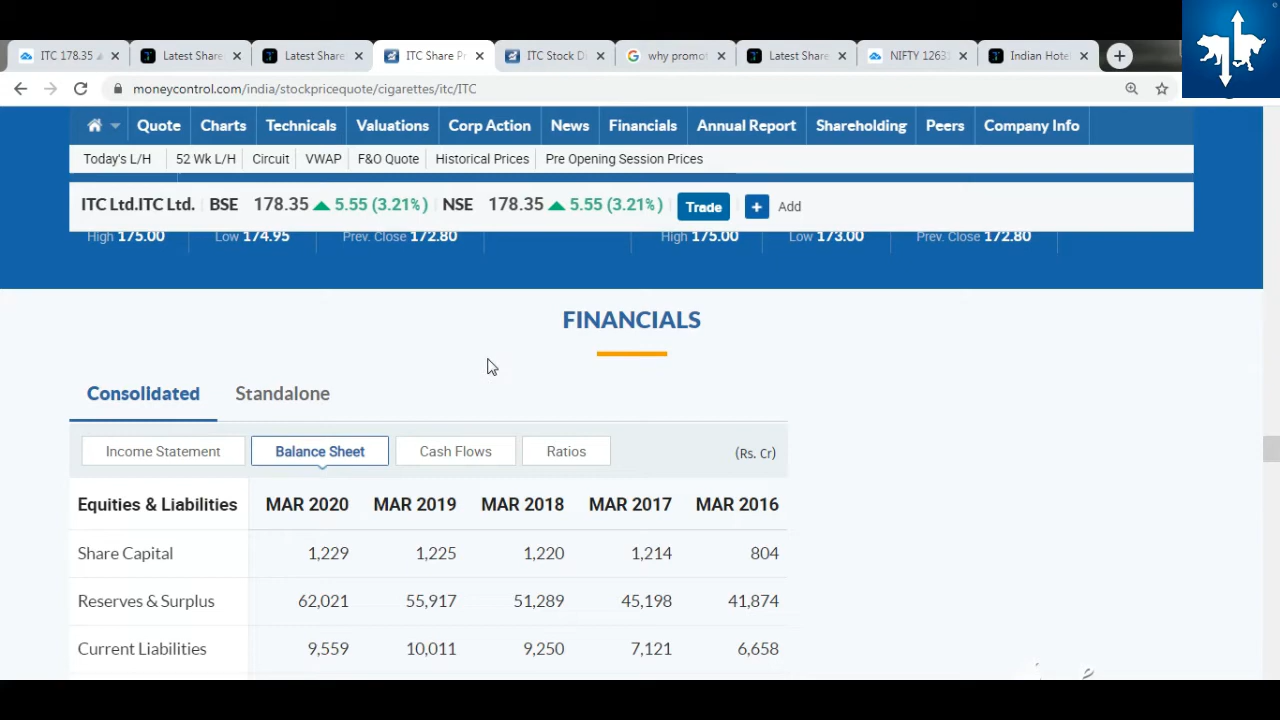 ITC 178.35
Latest Share
Latest Share
ITC Share Pr
ITC Stock D
why promot
Latest Share
NIFTY 1263
Indian Hote
moneycontrol.com/india/stockpricequote/cigarettes/itc/ITC
Quote Charts Technicals Valuations Corp Action News Financials Annual Report Shareholding Peers Company Info
Today's L/H 52 Wk L/H Circuit VWAP F&O Quote Historical Prices Pre Opening Session Prices
ITC Ltd.ITC Ltd. BSE 178.35 5.55 (3.21%) NSE 178.35 5.55 (3.21%) Trade + Add
High 175.00 Low 174.95 Prev. Close 172.80 High 175.00 Low 173.00 Prev. Close 172.80
FINANCIALS
Consolidated Standalone
Income Statement Balance Sheet Cash Flows Ratios (Rs. Cr)
Equities & Liabilities MAR 2020 MAR 2019 MAR 2018 MAR 2017 MAR 2016
Share Capital 1,229 1,225 1,220 1,214 804
Reserves & Surplus 62,021 55,917 51,289 45,198 41,874
Current Liabilities 9,559 10,011 9,250 7,121 6,658